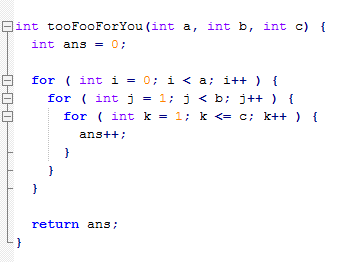 int tooFooForYou(int a, int b, int c) {
int ans = 0;
for ( int i = 0; i < a; i++ ) {
for ( int j = 1; j < b; j++ ) {
for ( int k = 1; k <= c; k++ ) {
ans++;
}
}
}
return ans;
}